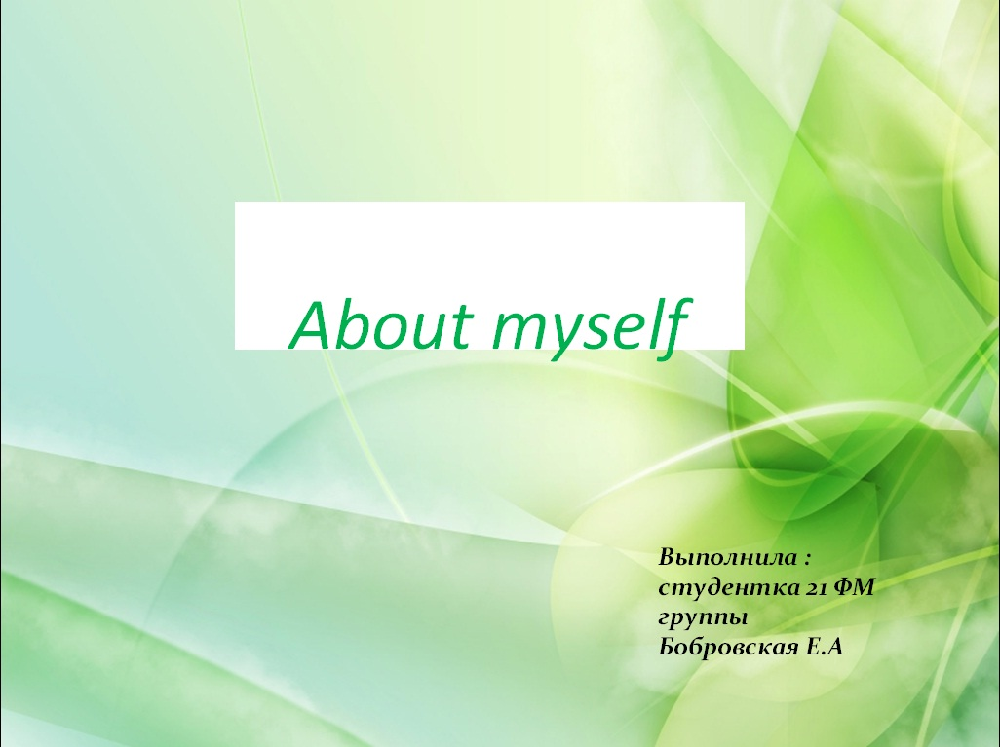 About myself
Выполнила :
студентка 21 ФМ
группы
Бобровская Е.А